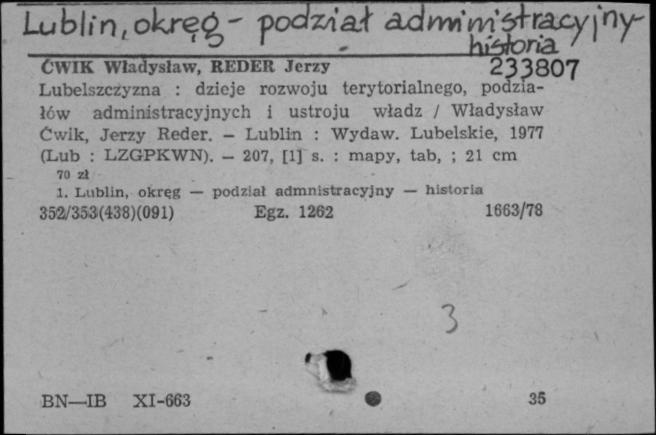 Lublin, okręg - podział administracyjny-
historia
ĆWIK Władysław, REDER Jerzy 233807
Lubelszczyzna : dzieje rozwoju terytorialnego, podzia-
łów administracyjnych i ustroju władz / Władysław
Ćwik, Jerzy Reder. — Lublin : Wydaw. Lubelskie, 1977
(Lub : LZGPKWN). — 207, [1] s. : mapy, tab, ; 21 cm
70 zł
1. Lublin, okręg — podział admnistracyjny — historia
352/353(438)(091) Egz. 1262 1663/78
3
BN—IB XI-663 35